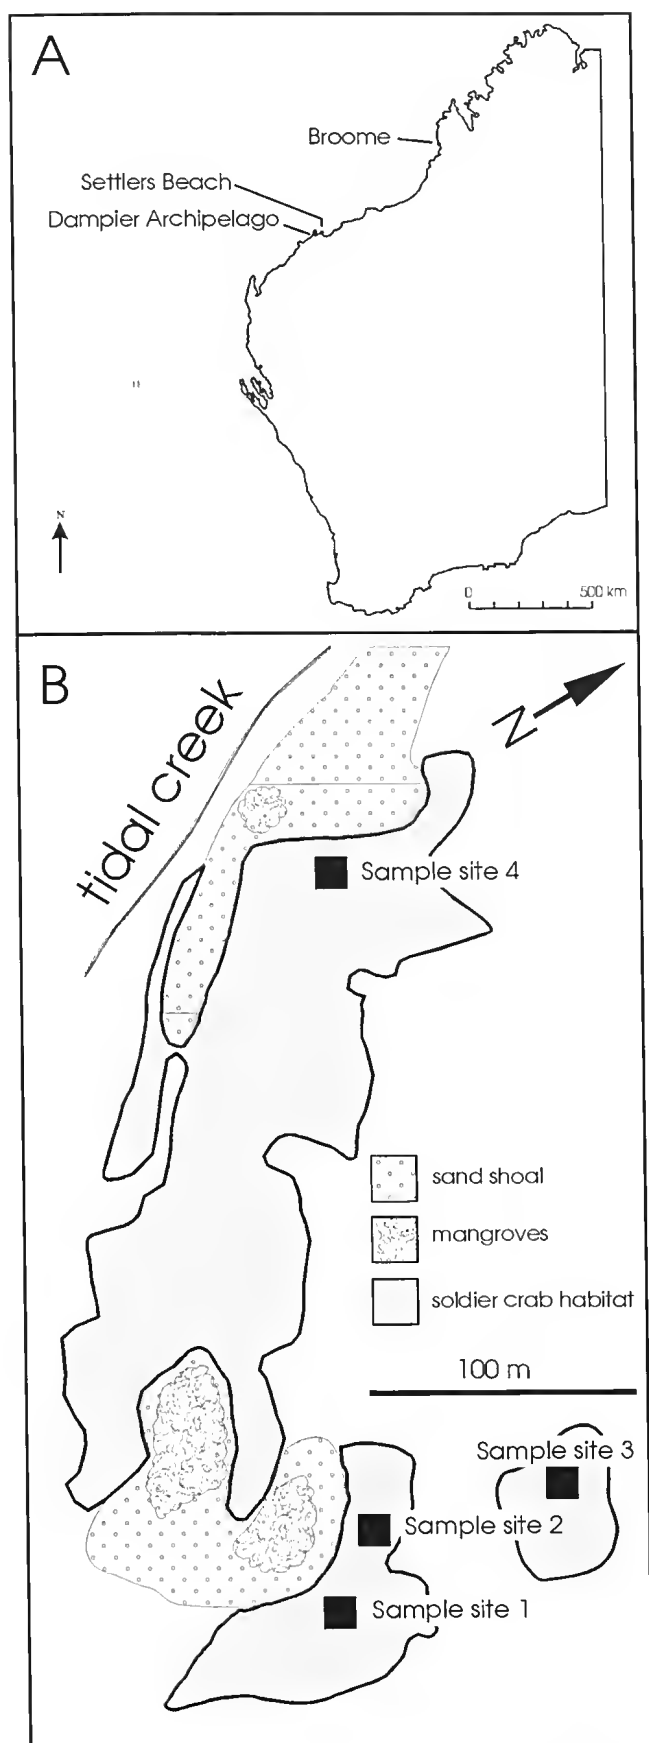 A
Broome
Settlers Beach
Dampier Archipelago
N
0 500 km
B
N
tidal creek
Sample site 4
sand shoal
mangroves
soldier crab habitat
100 m
Sample site 3
Sample site 2
Sample site 1